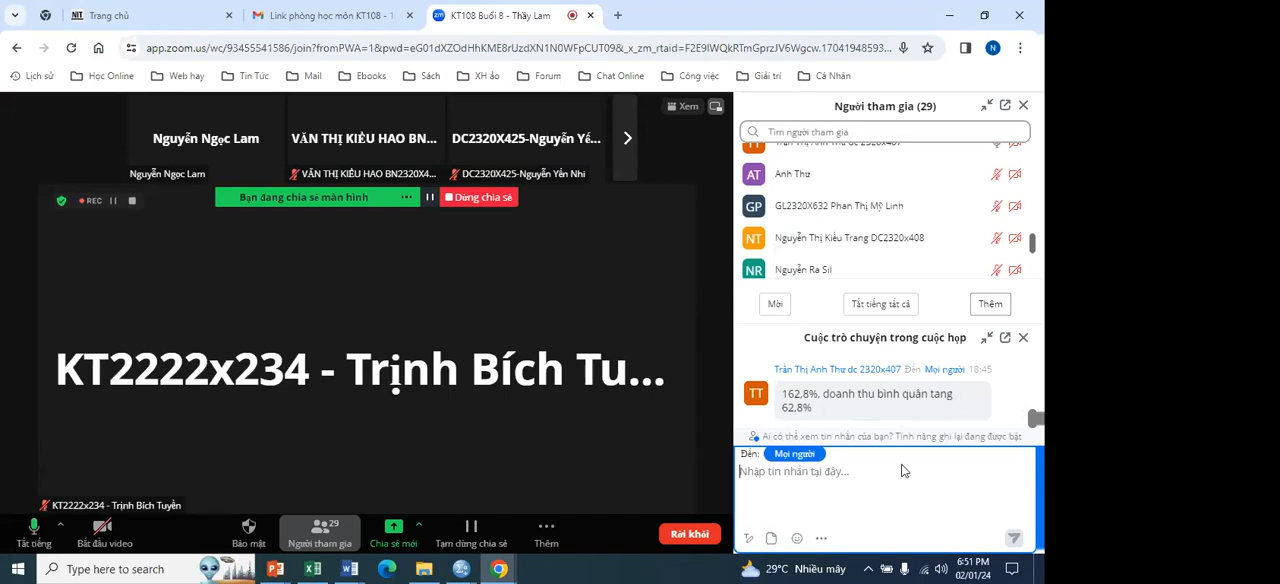 Trang chủ
Link phòng học môn KT108 - 1
KT108 Buổi 8 - Thầy Lam
app.zoom.us/wc/93455541586/join?fromPWA=1&pwd=eG01dXZOdHhKME8rUzdXN1N0WFpCUT09&_x_zm_rtaid=F2E9IWQkRTmGprzJV6Wgcw.17041948593...
N
Lịch sử
Học Online
Web hay
Tin Tức
Mail
Ebooks
Sách
XH ảo
Forum
Chat Online
Công việc
Giải trí
Cá Nhân
Nguyễn Ngọc Lam
VĂN THỊ KIỀU HAO BN...
DC2320X425-Nguyễn Yế...
Xem
Nguyễn Ngọc Lam
VĂN THỊ KIỀU HAO BN2320X4...
DC2320X425-Nguyễn Yến Nhi
REC
Bạn đang chia sẻ màn hình
Dừng chia sẻ
KT2222x234 - Trịnh Bích Tu...
KT2222x234 - Trịnh Bích Tuyền
Người tham gia (29)
Tìm người tham gia
TT Trần Thị Anh Thư dc 2320x407
AT Anh Thư
GP GL2320X632 Phan Thị Mỹ Linh
NT Nguyễn Thị Kiều Trang DC2320x408
NR Nguyễn Ra Sil
Mời
Tắt tiếng tất cả
Thêm
Cuộc trò chuyện trong cuộc họp
Trần Thị Anh Thư dc 2320x407 Đến Mọi người 18:45
TT
162,8%, doanh thu bình quân tang
62,8%
Ai có thể xem tin nhắn của bạn? Tính năng ghi lại đang được bật
Đến: Mọi người
Nhập tin nhắn tại đây...
Tắt tiếng
Bắt đầu video
Bảo mật
29
Người tham gia
Chia sẻ mới
Tạm dừng chia sẻ
Thêm
Rời khỏi
Type here to search
29°C Nhiều mây
6:51 PM
02/01/24